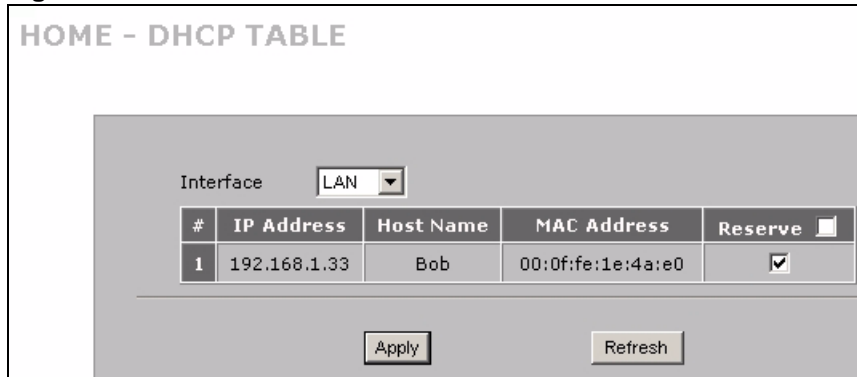 HOME - DHCP TABLE
Interface LAN
# IP Address Host Name MAC Address Reserve
1 192.168.1.33 Bob 00:0f:fe:1e:4a:e0
Apply Refresh